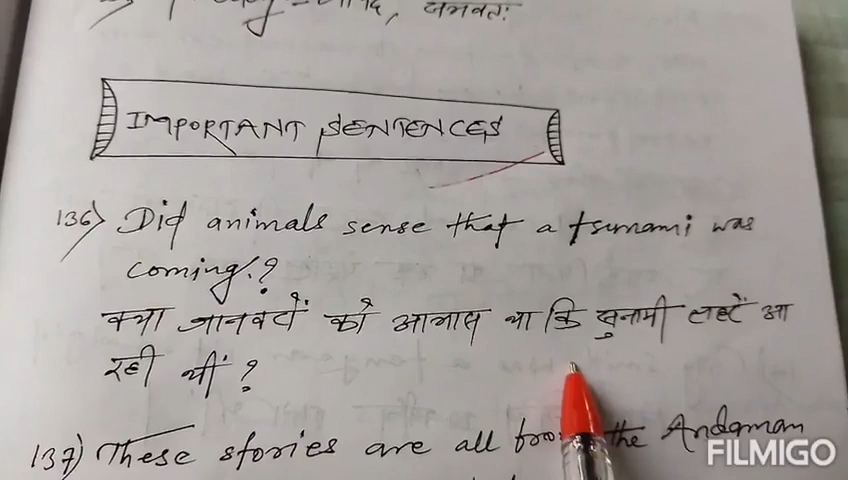 जभवतः
IMPORTANT SENTENCES
136) Did animals sense that a tsunami was
coming.?
क्या जानवरों को आभास था कि सुनामी लहरें आ
रही थीं ?
137) These stories are all from the Andaman
FILMIGO